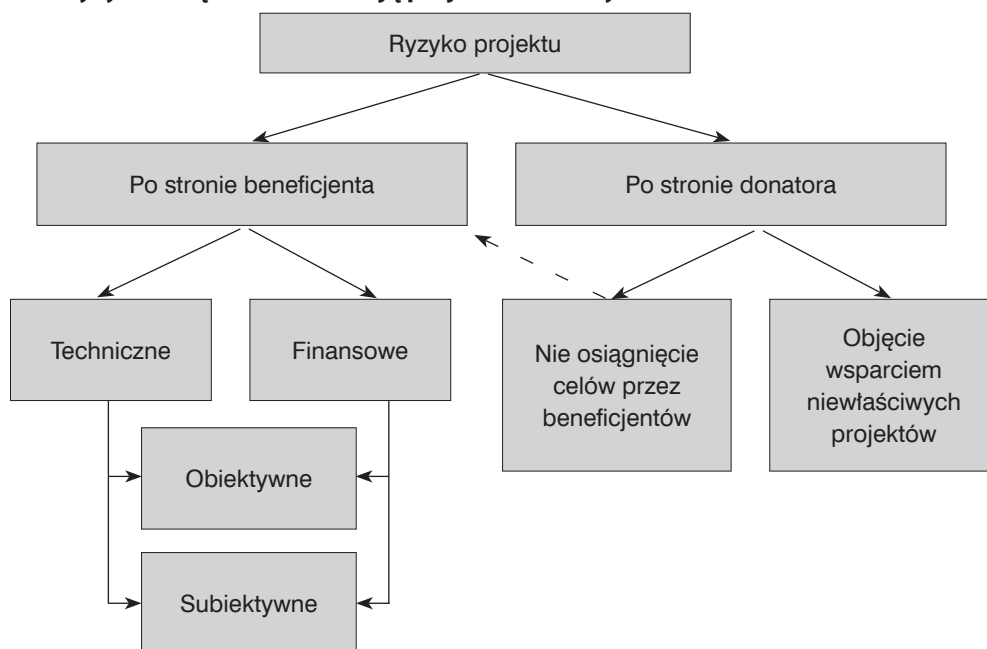 Ryzyko projektu
Po stronie beneficjenta
Po stronie donatora
Techniczne
Finansowe
Nie osiągnięcie
celów przez
beneficjentów
Objęcie
wsparciem
niewłaściwych
projektów
Obiektywne
Subiektywne